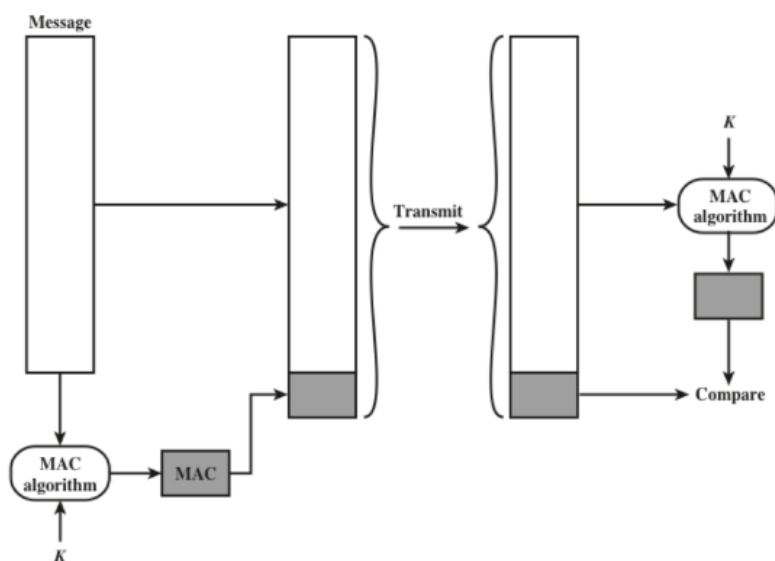 Message
K
MAC
algorithm
Transmit
Compare
MAC
algorithm
MAC
K